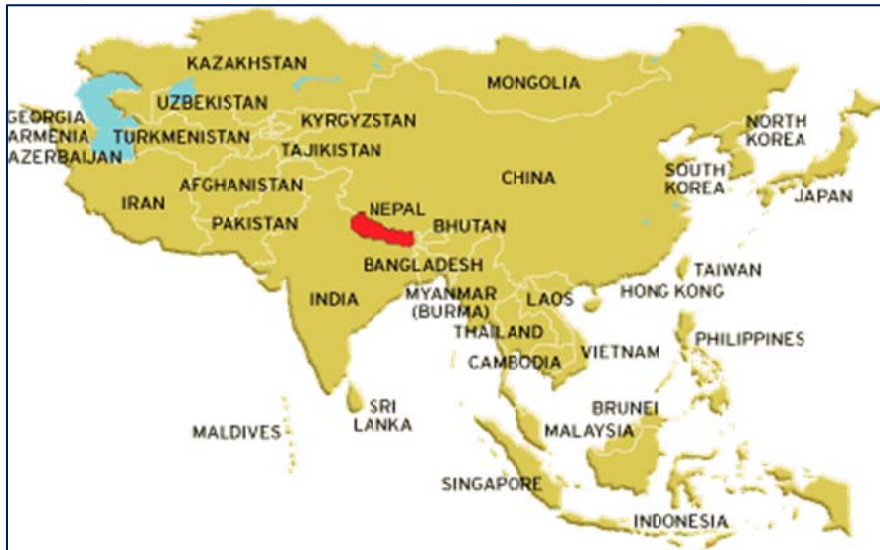 KAZAKHSTAN
MONGOLIA
UZBEKISTAN
GEORGIA
KYRGYZSTAN
NORTH
KOREA
ARMENIA
TURKMENISTAN
AZERBAIJAN
TAJIKISTAN
SOUTH
KOREA
CHINA
AFGHANISTAN
JAPAN
IRAN
PAKISTAN
NEPAL
BHUTAN
BANGLADESH
TAIWAN
INDIA
MYANMAR
(BURMA)
LAOS
HONG KONG
THAILAND
PHILIPPINES
CAMBODIA
VIETNAM
SRI
LANKA
MALDIVES
BRUNEI
MALAYSIA
SINGAPORE
INDONESIA